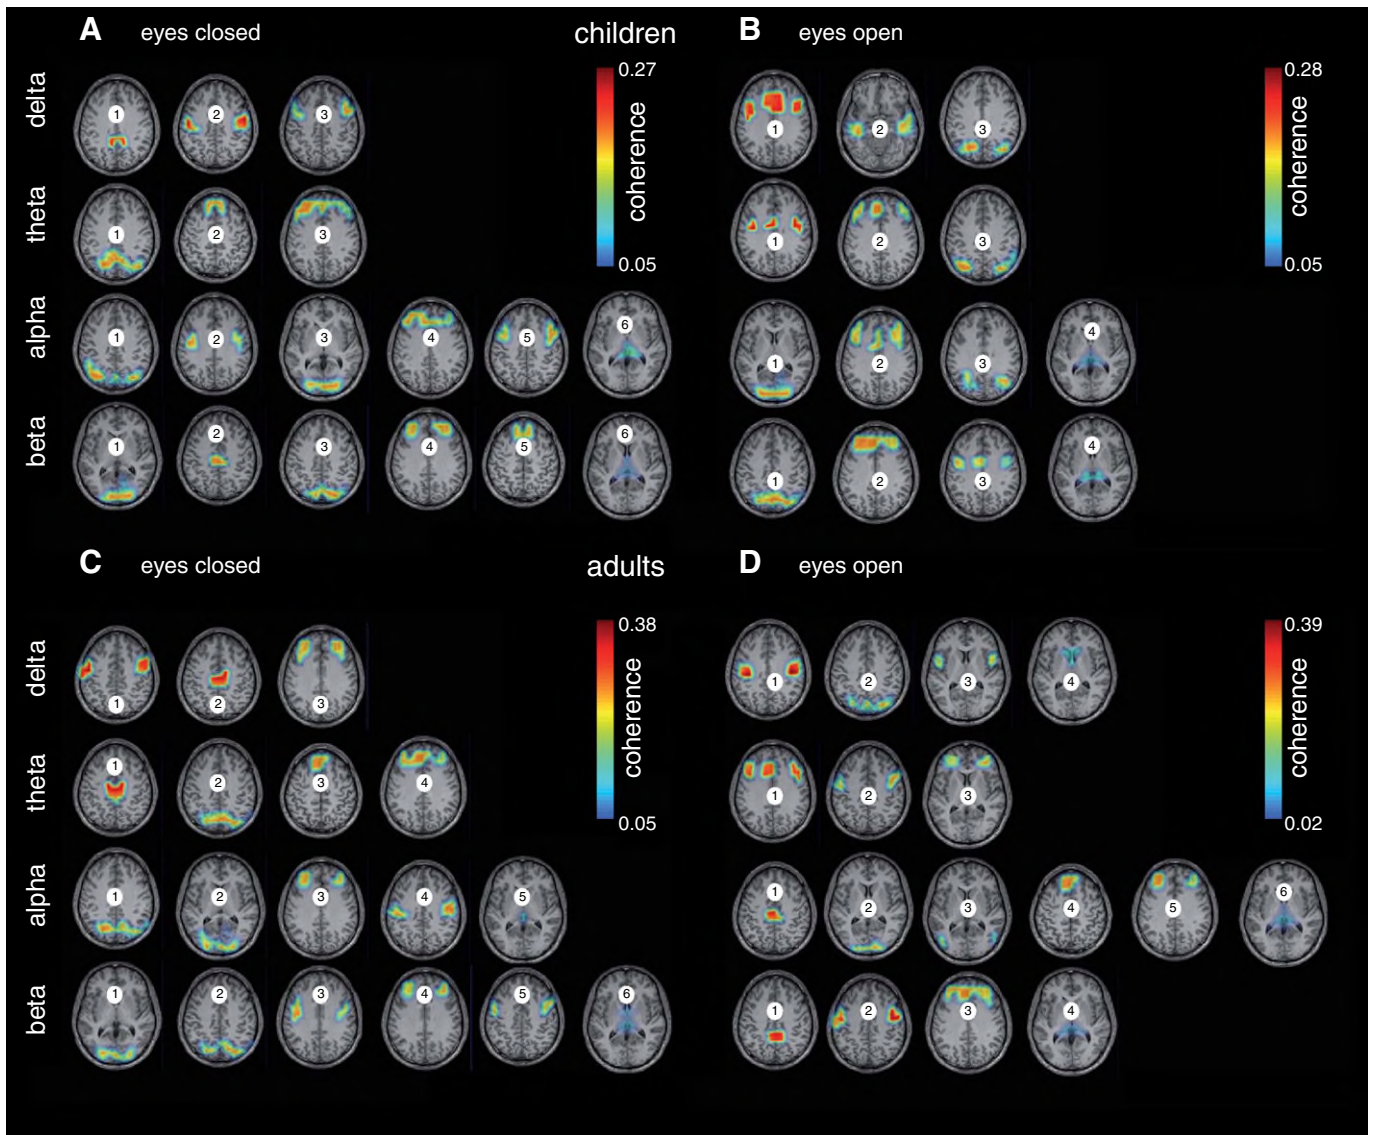 A eyes closed children B eyes open
0.27 0.28
delta 1 2 3 coherence 1 2 3 coherence
theta 1 2 3 1 2 3
0.05 0.05
alpha 1 2 3 4 5 6 1 2 3 4
beta 1 2 3 4 5 6 1 2 3 4
C eyes closed adults D eyes open
0.38 0.39
delta 1 2 3 coherence 1 2 3 4 coherence
theta 1 2 3 4 1 2 3
0.05 0.02
alpha 1 2 3 4 5 1 2 3 4 5 6
beta 1 2 3 4 5 6 1 2 3 4